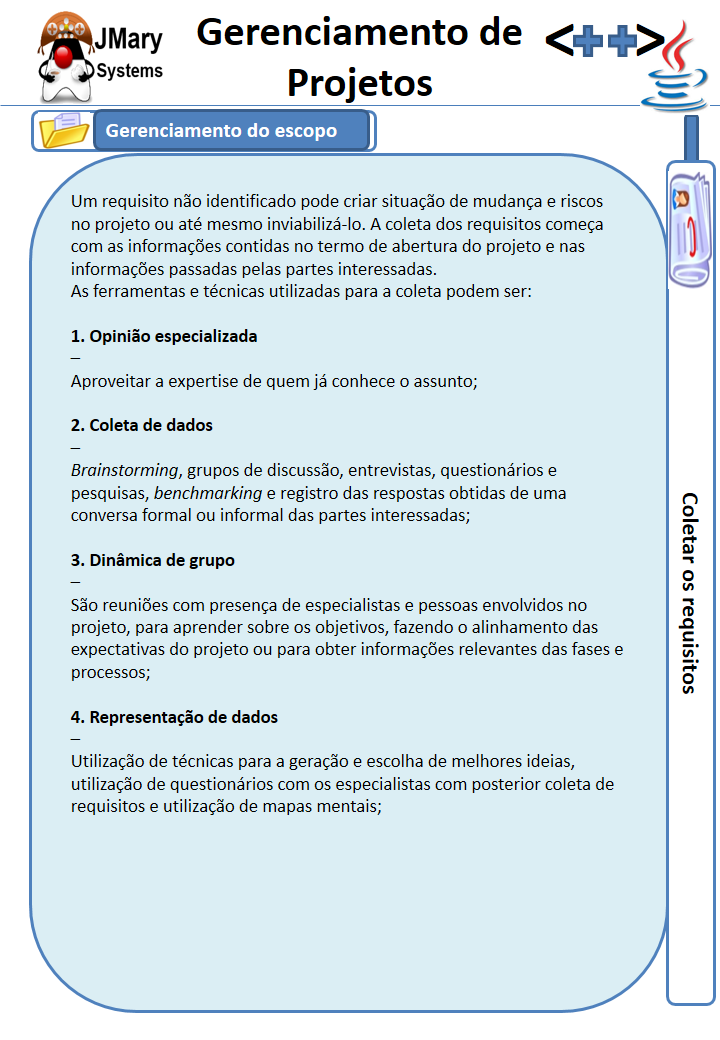 JMary
Systems
Gerenciamento de
Projetos
<++>
Gerenciamento do escopo
Um requisito não identificado pode criar situação de mudança e riscos
no projeto ou até mesmo inviabilizá-lo. A coleta dos requisitos começa
com as informações contidas no termo de abertura do projeto e nas
informações passadas pelas partes interessadas.
As ferramentas e técnicas utilizadas para a coleta podem ser:
1. Opinião especializada
–
Aproveitar a expertise de quem já conhece o assunto;
2. Coleta de dados
–
Brainstorming, grupos de discussão, entrevistas, questionários e
pesquisas, benchmarking e registro das respostas obtidas de uma
conversa formal ou informal das partes interessadas;
3. Dinâmica de grupo
–
São reuniões com presença de especialistas e pessoas envolvidos no
projeto, para aprender sobre os objetivos, fazendo o alinhamento das
expectativas do projeto ou para obter informações relevantes das fases e
processos;
4. Representação de dados
–
Utilização de técnicas para a geração e escolha de melhores ideias,
utilização de questionários com os especialistas com posterior coleta de
requisitos e utilização de mapas mentais;
Coletar os requisitos